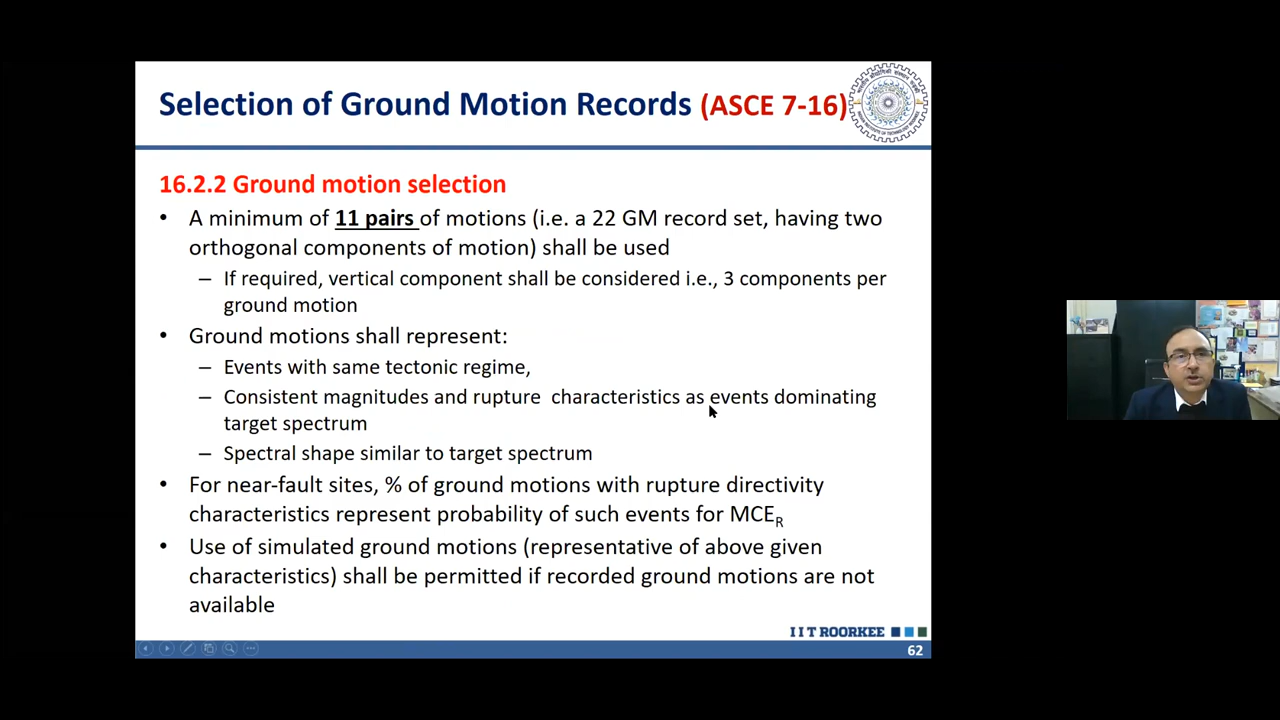 Selection of Ground Motion Records (ASCE 7-16)
16.2.2 Ground motion selection
• A minimum of 11 pairs of motions (i.e. a 22 GM record set, having two
orthogonal components of motion) shall be used
– If required, vertical component shall be considered i.e., 3 components per
ground motion
• Ground motions shall represent:
– Events with same tectonic regime,
– Consistent magnitudes and rupture characteristics as events dominating
target spectrum
– Spectral shape similar to target spectrum
• For near-fault sites, % of ground motions with rupture directivity
characteristics represent probability of such events for MCER
• Use of simulated ground motions (representative of above given
characteristics) shall be permitted if recorded ground motions are not
available
I I T ROORKEE
62